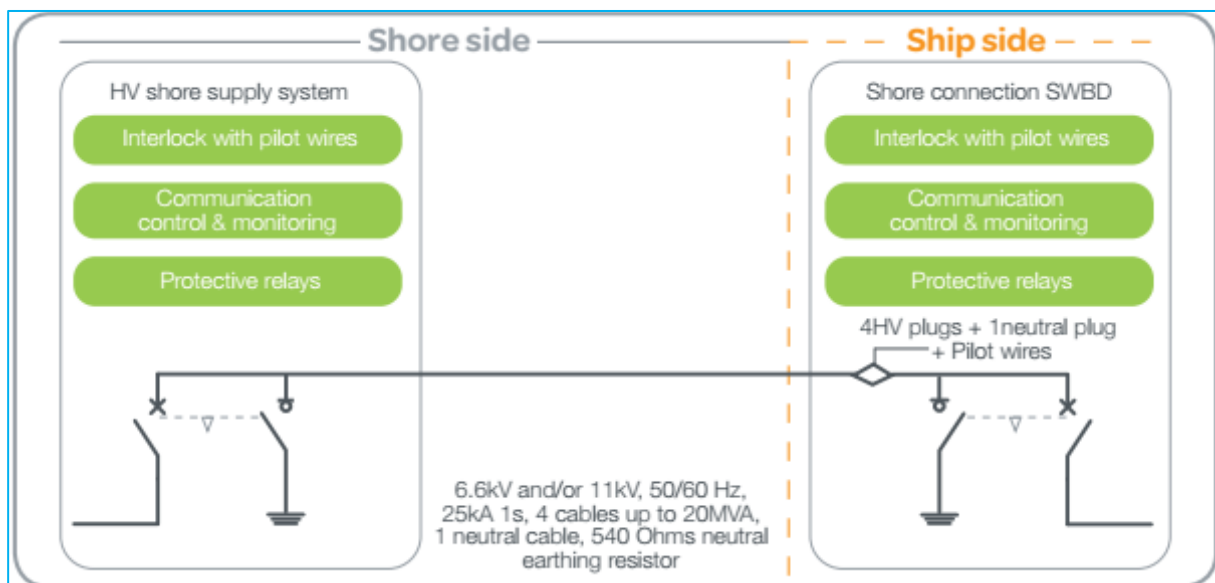 Shore side
Ship side
HV shore supply system
Interlock with pilot wires
Communication
control & monitoring
Protective relays
Shore connection SWBD
Interlock with pilot wires
Communication
control & monitoring
Protective relays
4HV plugs + 1neutral plug
+ Pilot wires
6.6kV and/or 11kV, 50/60 Hz,
25kA 1s, 4 cables up to 20MVA,
1 neutral cable, 540 Ohms neutral
earthing resistor